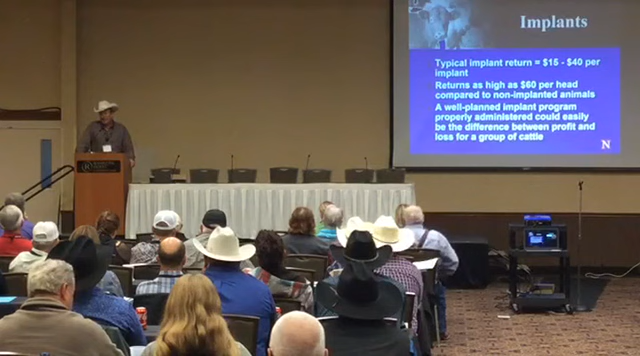 Implants
Typical implant return = $15 - $40 per
implant
Returns as high as $60 per head
compared to non-implanted animals
A well-planned implant program
properly administered could easily
be the difference between profit and
loss for a group of cattle
N